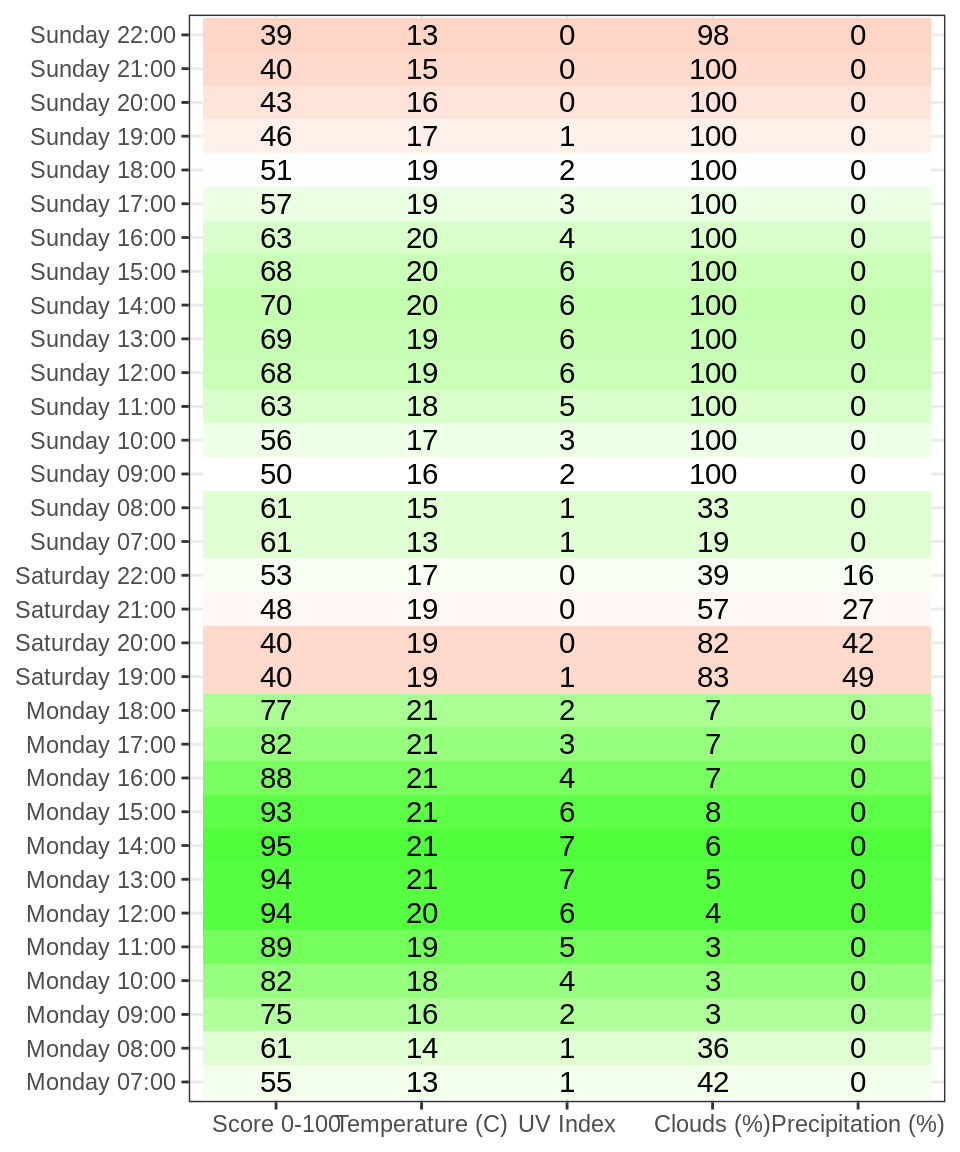 Sunday 22:00 39 13 0 98 0
Sunday 21:00 40 15 0 100 0
Sunday 20:00 43 16 0 100 0
Sunday 19:00 46 17 1 100 0
Sunday 18:00 51 19 2 100 0
Sunday 17:00 57 19 3 100 0
Sunday 16:00 63 20 4 100 0
Sunday 15:00 68 20 6 100 0
Sunday 14:00 70 20 6 100 0
Sunday 13:00 69 19 6 100 0
Sunday 12:00 68 19 6 100 0
Sunday 11:00 63 18 5 100 0
Sunday 10:00 56 17 3 100 0
Sunday 09:00 50 16 2 100 0
Sunday 08:00 61 15 1 33 0
Sunday 07:00 61 13 1 19 0
Saturday 22:00 53 17 0 39 16
Saturday 21:00 48 19 0 57 27
Saturday 20:00 40 19 0 82 42
Saturday 19:00 40 19 1 83 49
Monday 18:00 77 21 2 7 0
Monday 17:00 82 21 3 7 0
Monday 16:00 88 21 4 7 0
Monday 15:00 93 21 6 8 0
Monday 14:00 95 21 7 6 0
Monday 13:00 94 21 7 5 0
Monday 12:00 94 20 6 4 0
Monday 11:00 89 19 5 3 0
Monday 10:00 82 18 4 3 0
Monday 09:00 75 16 2 3 0
Monday 08:00 61 14 1 36 0
Monday 07:00 55 13 1 42 0
Score 0-100 Temperature (C) UV Index Clouds (%) Precipitation (%)